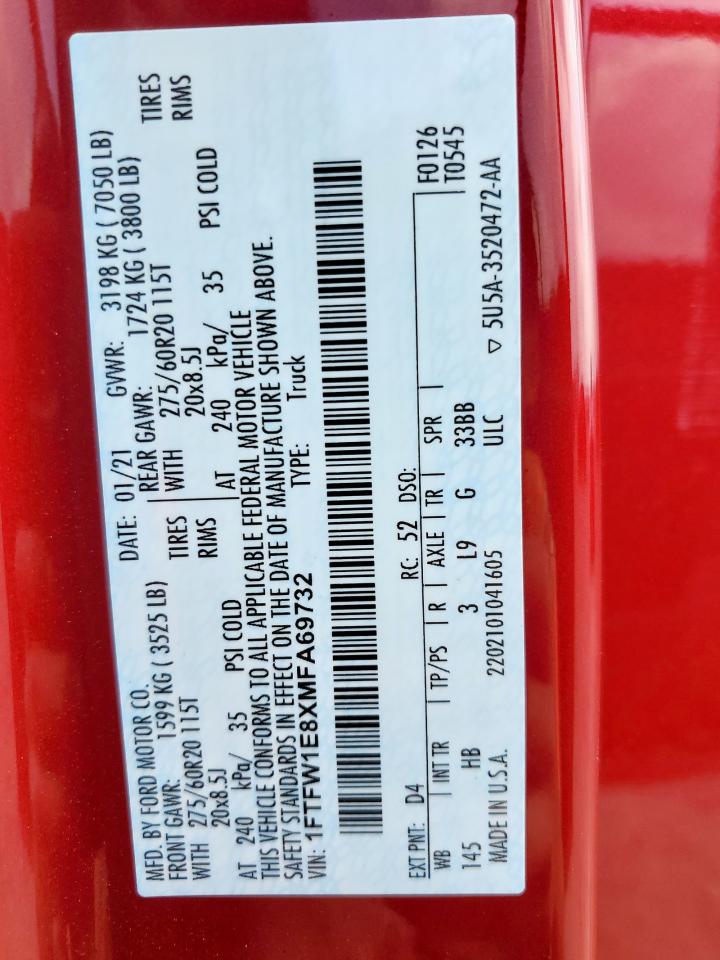 MFD. BY FORD MOTOR CO.
DATE: 01/21 GVWR: 3198 KG ( 7050 LB)
FRONT GAWR: 1599 KG ( 3525 LB)
REAR GAWR: 1724 KG ( 3800 LB)
WITH 275/60R20 115T TIRES
WITH 275/60R20 115T TIRES
20x8.5J RIMS
20x8.5J RIMS
AT 240 kPa/ 35 PSI COLD
AT 240 kPa/ 35 PSI COLD
THIS VEHICLE CONFORMS TO ALL APPLICABLE FEDERAL MOTOR VEHICLE
SAFETY STANDARDS IN EFFECT ON THE DATE OF MANUFACTURE SHOWN ABOVE.
VIN: 1FTFW1E8XMFA69732 TYPE: Truck
EXT PNT: D4 RC: 52 DSO: F0126
WB INT TR TP/PS R AXLE TR SPR T0545
145 HB 3 L9 G 33BB
MADE IN U.S.A. 2202101041605 ULC ▽ 5U5A-3520472-AA